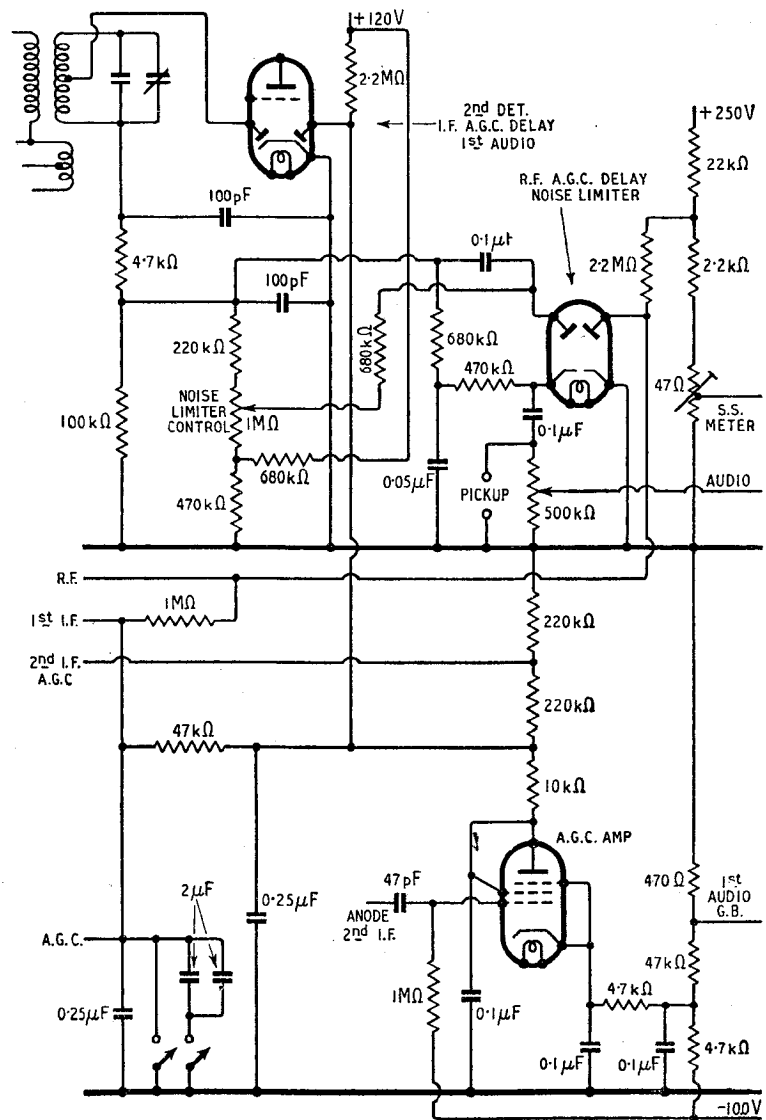 +120V
2.2MΩ
2nd DET.
I.F. A.G.C. DELAY
1st AUDIO
+250V
22kΩ
R.F. A.G.C. DELAY
NOISE LIMITER
100pF
4.7kΩ
0.1μf
2.2MΩ
2.2kΩ
100pF
680kΩ
680kΩ
220kΩ
470kΩ
47Ω
NOISE
LIMITER
CONTROL
1MΩ
100kΩ
0.1μF
S.S.
METER
680kΩ
0.05μF
PICKUP
AUDIO
470kΩ
500kΩ
R.F.
1MΩ
1st I.F.
220kΩ
2nd I.F.
A.G.C
220kΩ
47kΩ
10kΩ
A.G.C. AMP
2μF
0.25μF
47pF
ANODE
2nd I.F.
470Ω
1st
AUDIO
G.B.
A.G.C.
47kΩ
1MΩ
4.7kΩ
0.25μF
0.1μF
0.1μF
0.1μF
4.7kΩ
-100V